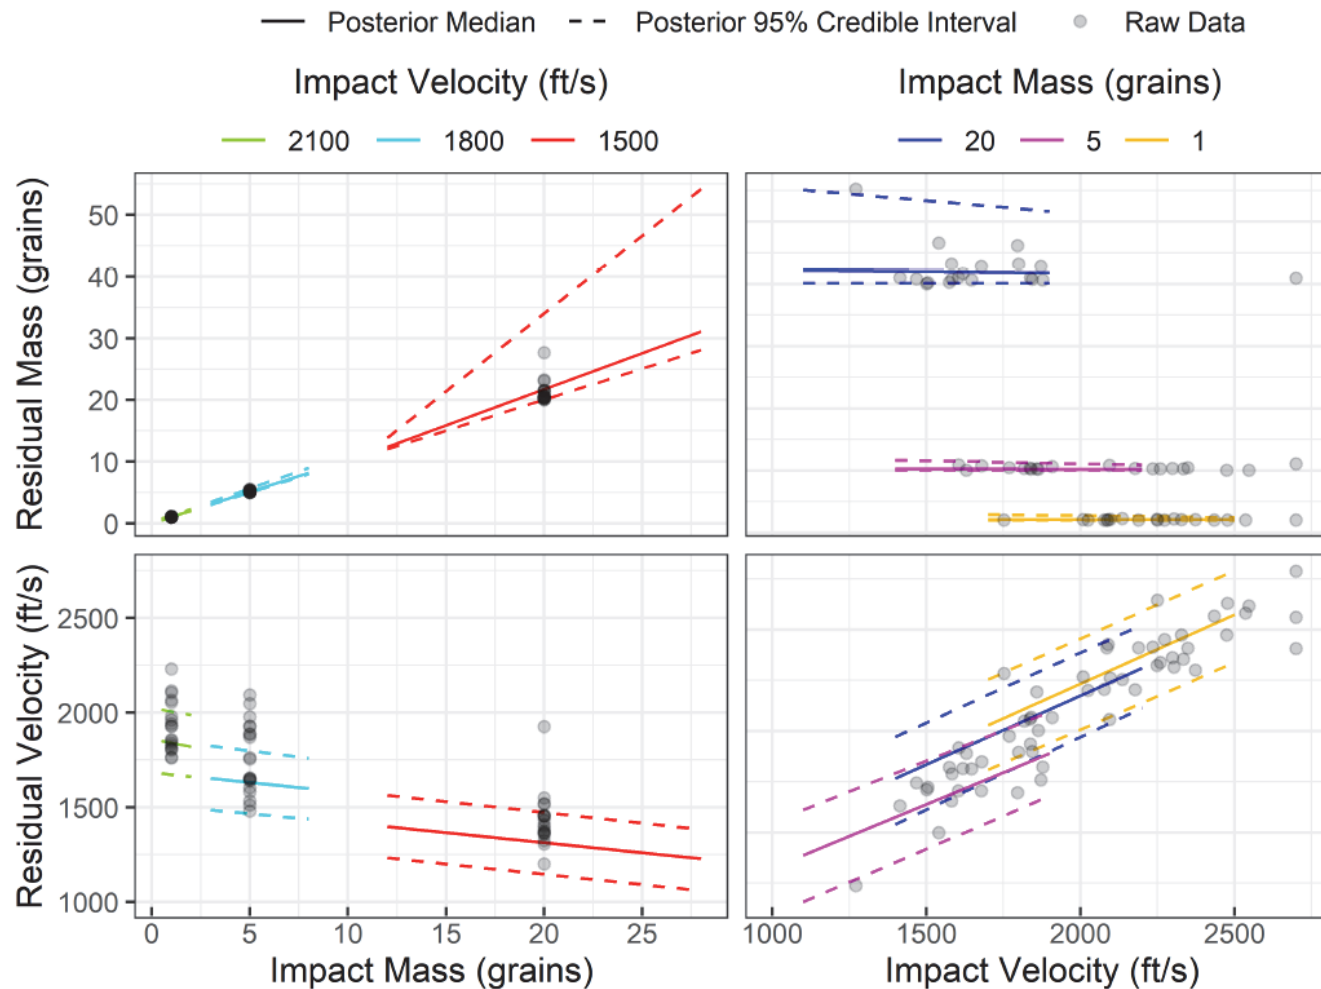 Posterior Median Posterior 95% Credible Interval Raw Data
Impact Velocity (ft/s) Impact Mass (grains)
2100 1800 1500 20 5 1
Residual Mass (grains)
50
40
30
20
10
0
Residual Velocity (ft/s)
2500
2000
1500
1000
0 5 10 15 20 25 1000 1500 2000 2500
Impact Mass (grains) Impact Velocity (ft/s)